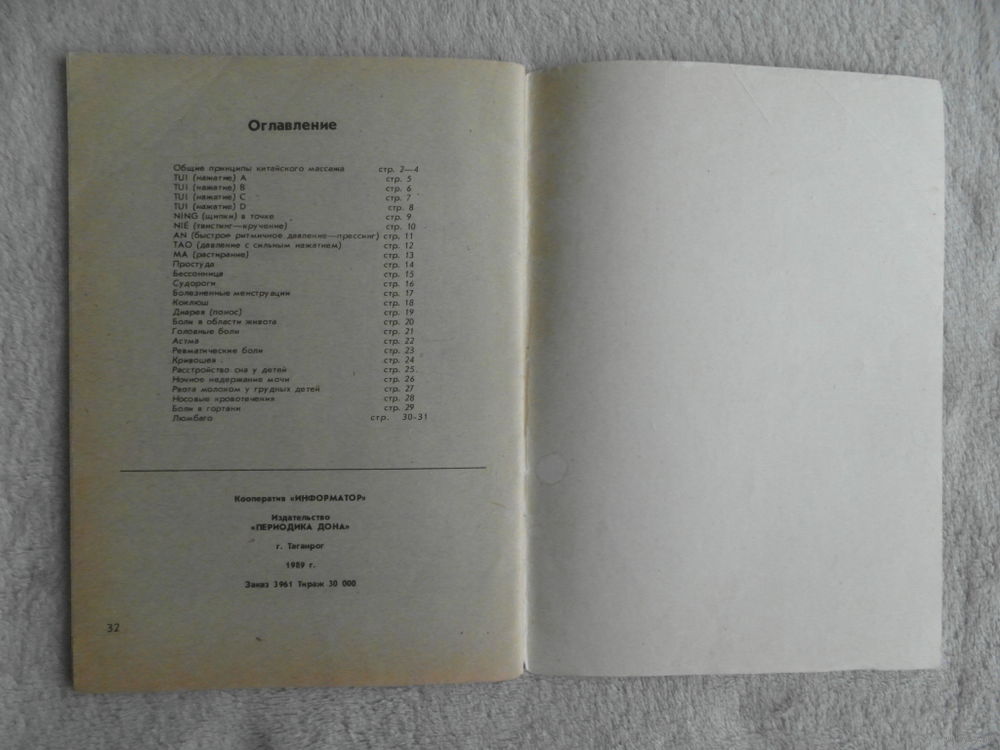 Оглавление
Общие принципы китайского массажа стр. 2—4
TUI (нажатие) A стр. 5
TUI (нажатие) B стр. 6
TUI (нажатие) C стр. 7
TUI (нажатие) D стр. 8
NING (щипки) в точке стр. 9
NIE (твистинг—кручение) стр. 10
AN (быстрое ритмичное давление—прессинг) стр. 11
TAO (давление с сильным нажатием) стр. 12
MA (растирание) стр. 13
Простуда стр. 14
Бессонница стр. 15
Судороги стр. 16
Болезненные менструации стр. 17
Коклюш стр. 18
Диарея (понос) стр. 19
Боли в области живота стр. 20
Головные боли стр. 21
Астма стр. 22
Ревматические боли стр. 23
Кривошея стр. 24
Расстройство сна у детей стр. 25
Ночное недержание мочи стр. 26
Рвота молоком у грудных детей стр. 27
Носовые кровотечения стр. 28
Боли в гортани стр. 29
Люмбаго стр. 30-31
Кооператив «ИНФОРМАТОР»
Издательство
«ПЕРИОДИКА ДОНА»
г. Таганрог
1989 г.
Заказ 3961 Тираж 30 000
32